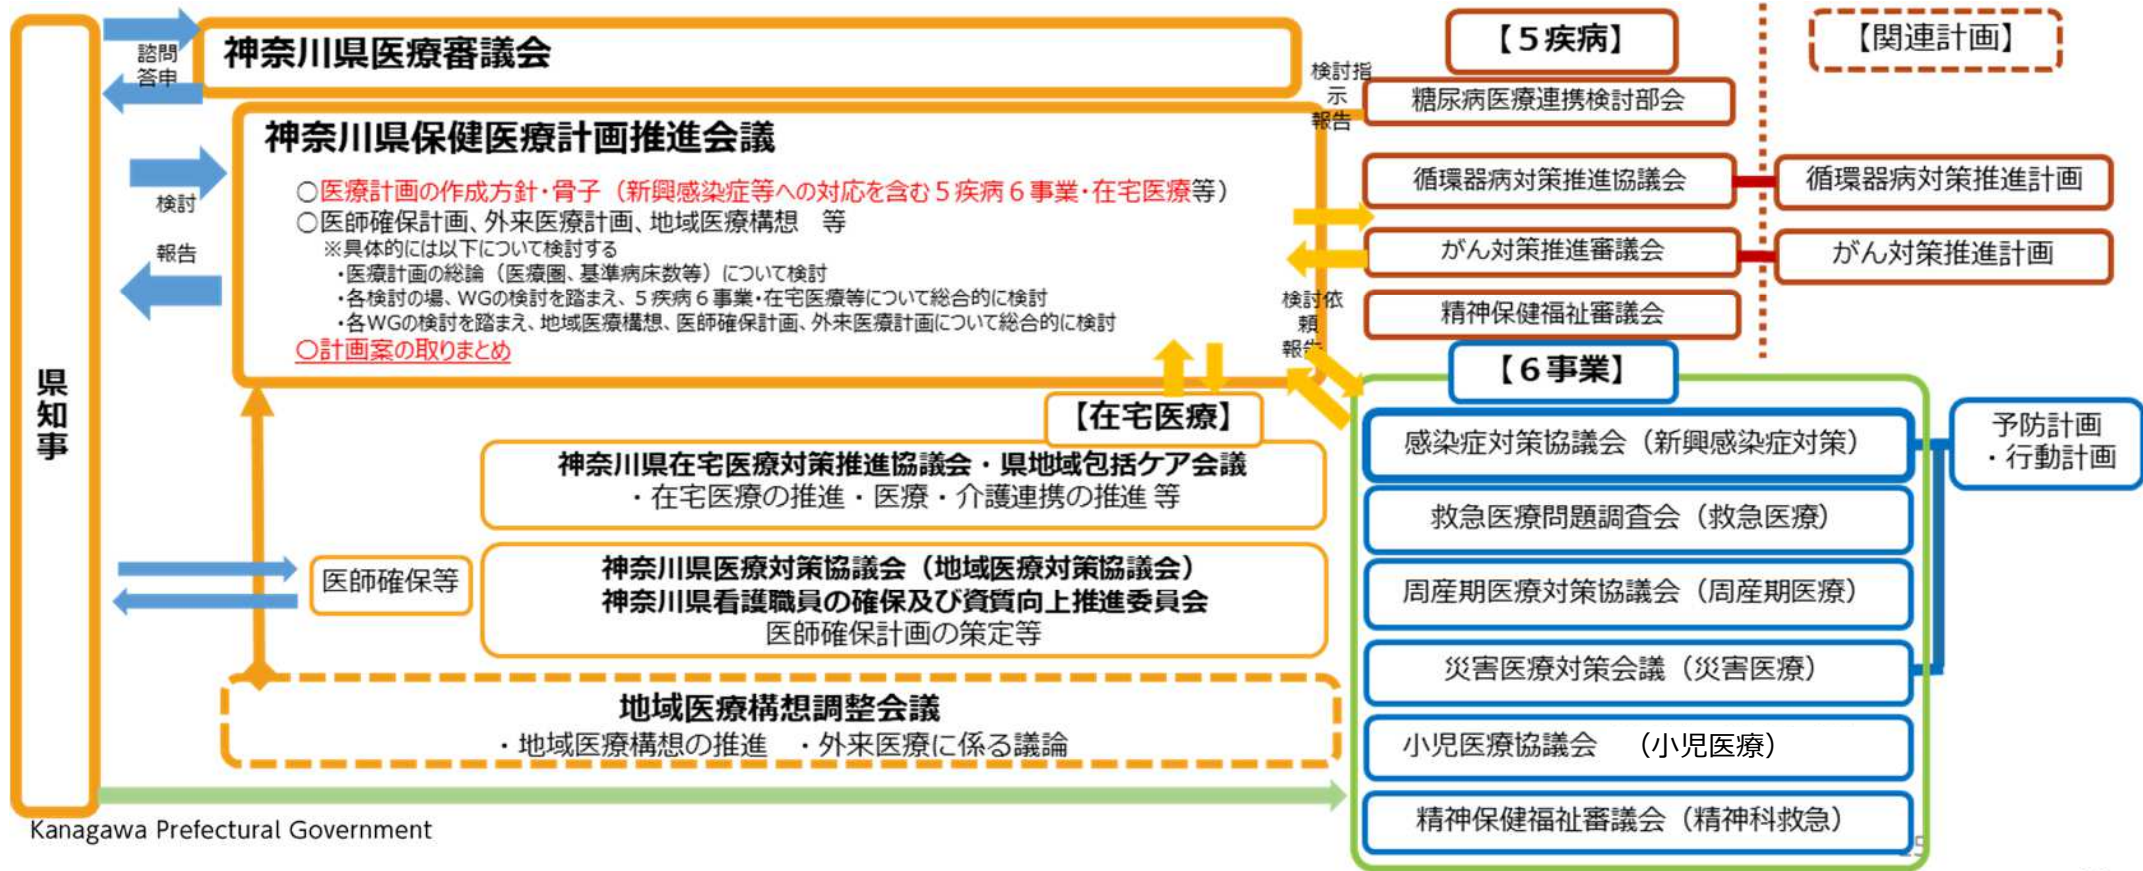 県知事
諮問
答申
検討
報告
神奈川県医療審議会
神奈川県保健医療計画推進会議
○医療計画の作成方針・骨子（新興感染症等への対応を含む５疾病６事業・在宅医療等）
○医師確保計画、外来医療計画、地域医療構想　等
※具体的には以下について検討する
・医療計画の総論（医療圏、基準病床数等）について検討
・各検討の場、WGの検討を踏まえ、５疾病６事業・在宅医療等について総合的に検討
・各WGの検討を踏まえ、地域医療構想、医師確保計画、外来医療計画について総合的に検討
○計画案の取りまとめ
検討指
示
報告
検討依
頼
報告
【在宅医療】
神奈川県在宅医療対策推進協議会・県地域包括ケア会議
・在宅医療の推進・医療・介護連携の推進 等
医師確保等
神奈川県医療対策協議会（地域医療対策協議会）
神奈川県看護職員の確保及び資質向上推進委員会
医師確保計画の策定等
地域医療構想調整会議
・地域医療構想の推進　・外来医療に係る議論
【５疾病】
糖尿病医療連携検討部会
循環器病対策推進協議会
がん対策推進審議会
精神保健福祉審議会
【関連計画】
循環器病対策推進計画
がん対策推進計画
【６事業】
感染症対策協議会（新興感染症対策）
救急医療問題調査会（救急医療）
周産期医療対策協議会（周産期医療）
災害医療対策会議（災害医療）
小児医療協議会　（小児医療）
精神保健福祉審議会（精神科救急）
予防計画
・行動計画
Kanagawa Prefectural Government